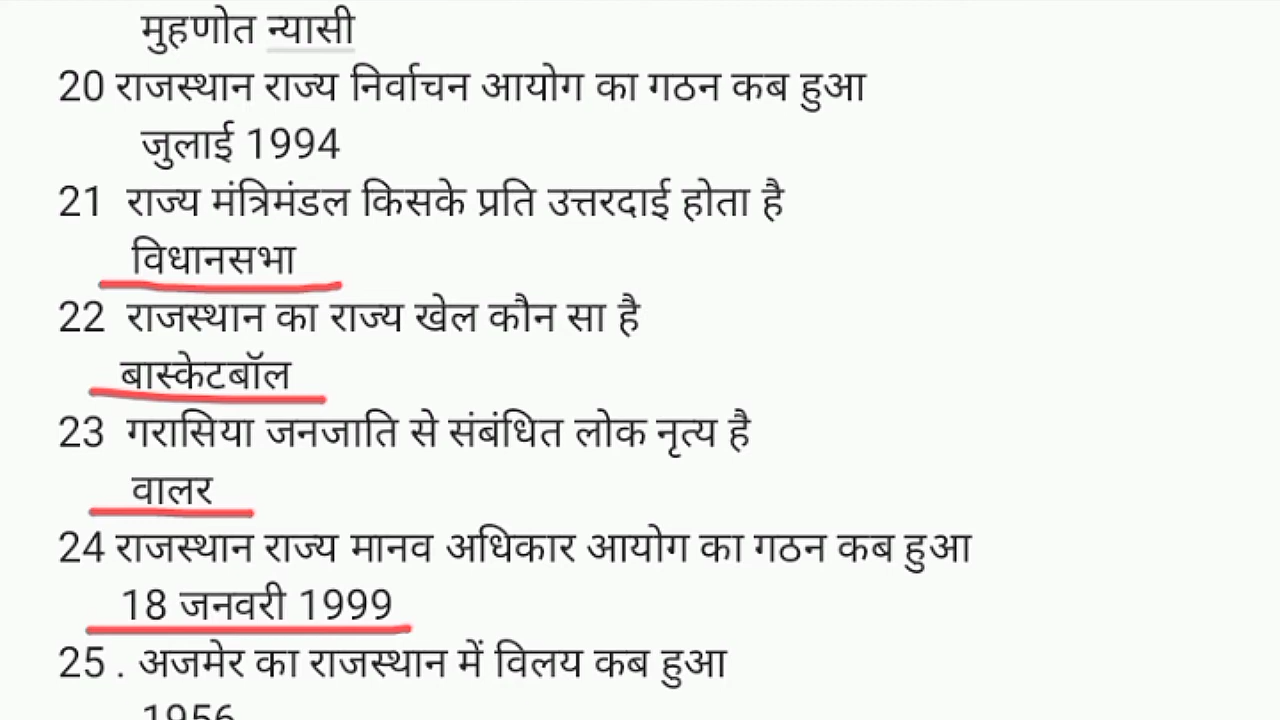 मुहणोत न्यासी
20 राजस्थान राज्य निर्वाचन आयोग का गठन कब हुआ
जुलाई 1994
21 राज्य मंत्रिमंडल किसके प्रति उत्तरदाई होता है
विधानसभा
22 राजस्थान का राज्य खेल कौन सा है
बास्केटबॉल
23 गरासिया जनजाति से संबंधित लोक नृत्य है
वालर
24 राजस्थान राज्य मानव अधिकार आयोग का गठन कब हुआ
18 जनवरी 1999
25 . अजमेर का राजस्थान में विलय कब हुआ
1956